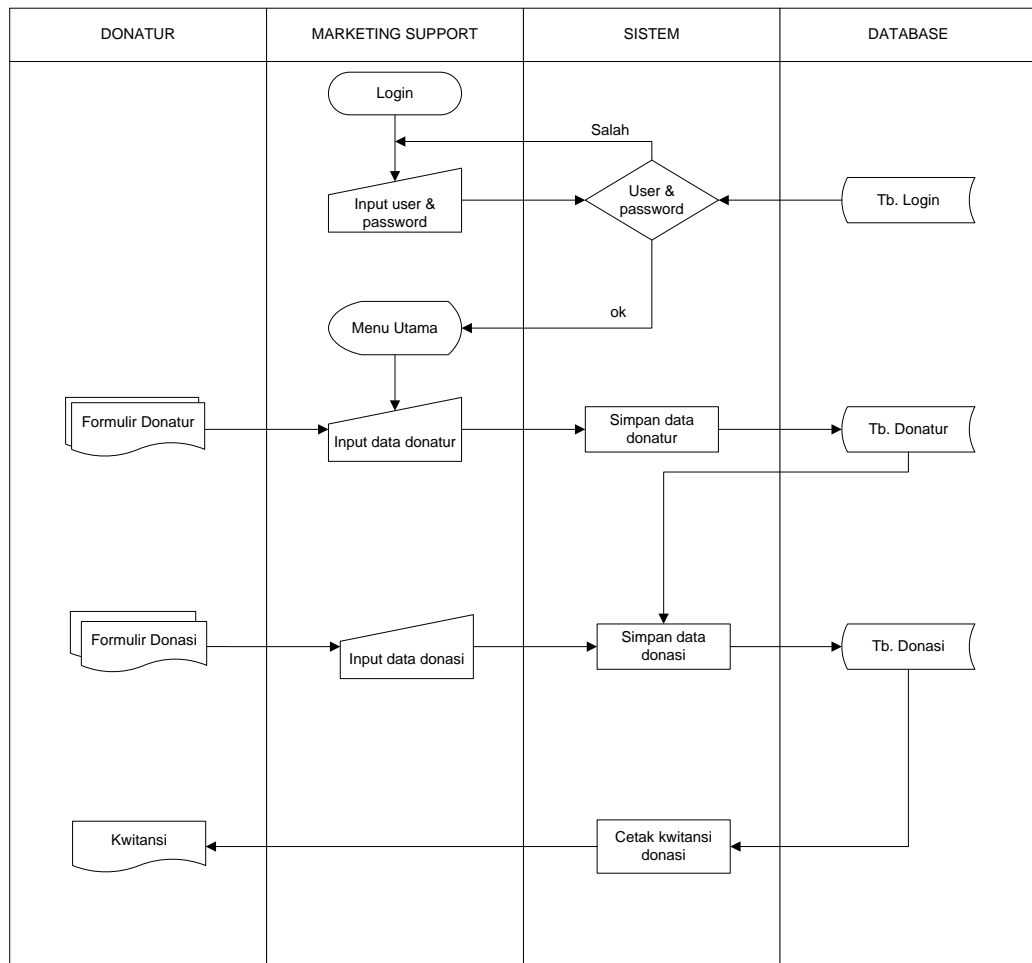 DONATUR
MARKETING SUPPORT
SISTEM
DATABASE
Login
Salah
Input user &
password
User &
password
Tb. Login
ok
Menu Utama
Formulir Donatur
Input data donatur
Simpan data
donatur
Tb. Donatur
Formulir Donasi
Input data donasi
Simpan data
donasi
Tb. Donasi
Kwitansi
Cetak kwitansi
donasi